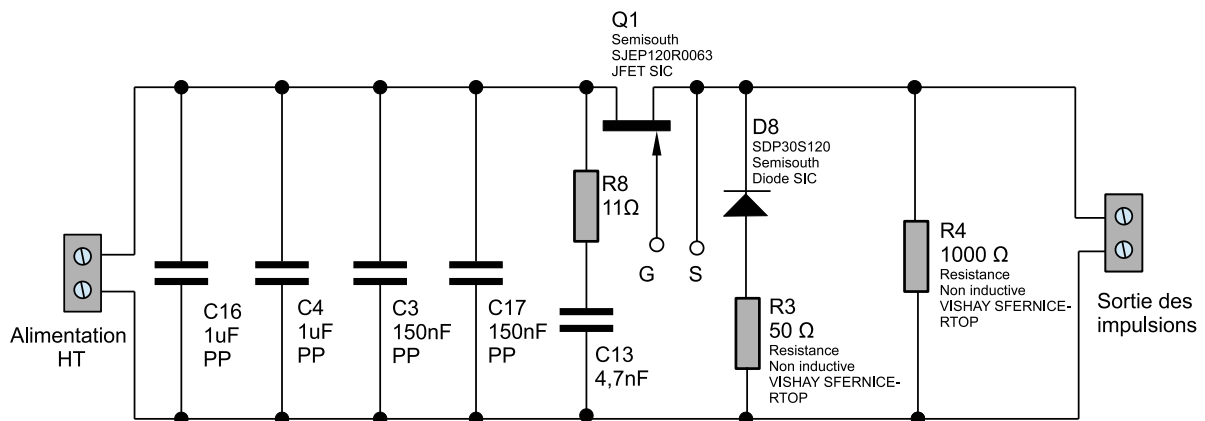 Q1
Semisouth
SJEP120R0063
JFET SIC
D8
SDP30S120
Semisouth
Diode SIC
R8
11Ω
G
S
R4
1000 Ω
Resistance
Non inductive
VISHAY SFERNICE-
RTOP
Alimentation
HT
C16
1uF
PP
C4
1uF
PP
C3
150nF
PP
C17
150nF
PP
C13
4,7nF
R3
50 Ω
Resistance
Non inductive
VISHAY SFERNICE-
RTOP
Sortie des
impulsions